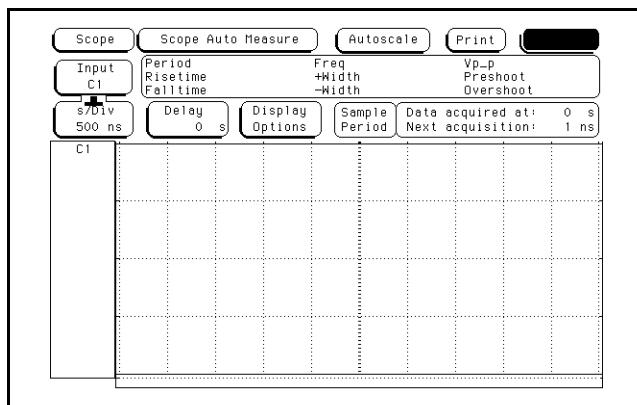 Scope Scope Auto Measure Autoscale Print
Input
C1
Period Freq Vp_p
Risetime +Width Preshoot
Falltime -Width Overshoot
s/Div
500 ns
Delay
0 s
Display
Options
Sample
Period
Data acquired at: 0 s
Next acquisition: 1 ns
C1